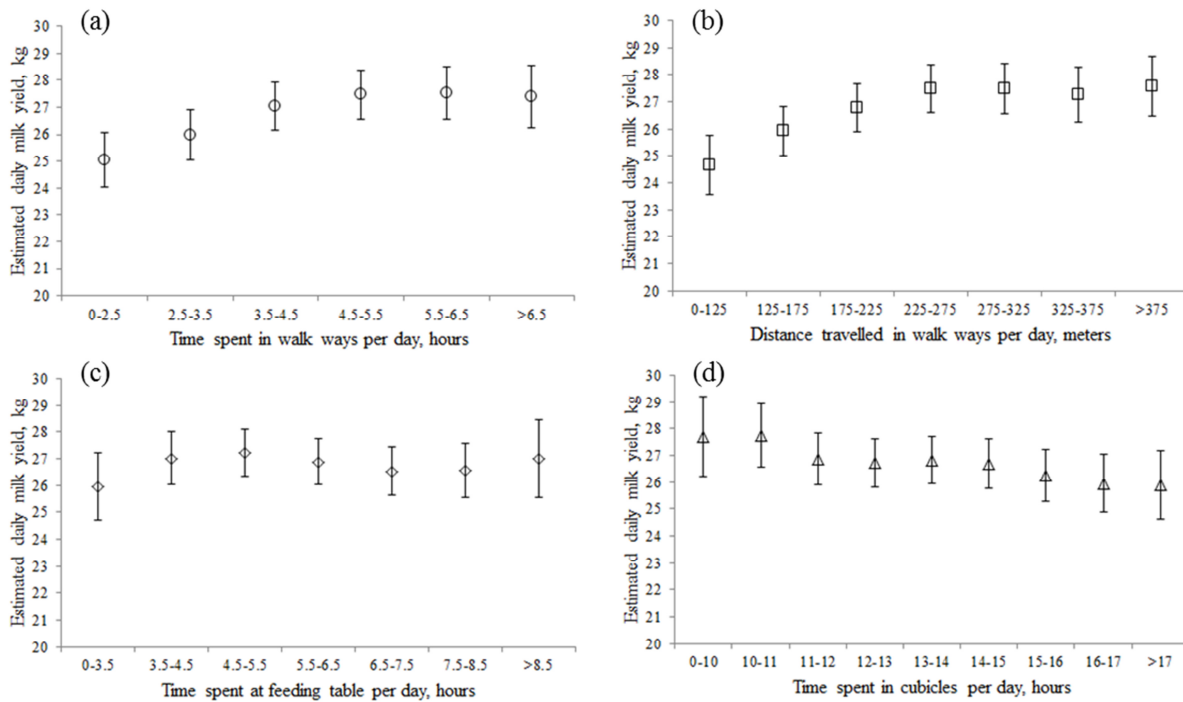 (a)
Estimated daily milk yield, kg
30
29
28
27
26
25
24
23
22
21
20
0-2.5 2.5-3.5 3.5-4.5 4.5-5.5 5.5-6.5 >6.5
Time spent in walk ways per day, hours
(b)
Estimated daily milk yield, kg
30
29
28
27
26
25
24
23
22
21
20
0-125 125-175 175-225 225-275 275-325 325-375 >375
Distance travelled in walk ways per day, meters
(c)
Estimated daily milk yield, kg
30
29
28
27
26
25
24
23
22
21
20
0-3.5 3.5-4.5 4.5-5.5 5.5-6.5 6.5-7.5 7.5-8.5 >8.5
Time spent at feeding table per day, hours
(d)
Estimated daily milk yield, kg
30
29
28
27
26
25
24
23
22
21
20
0-10 10-11 11-12 12-13 13-14 14-15 15-16 16-17 >17
Time spent in cubicles per day, hours